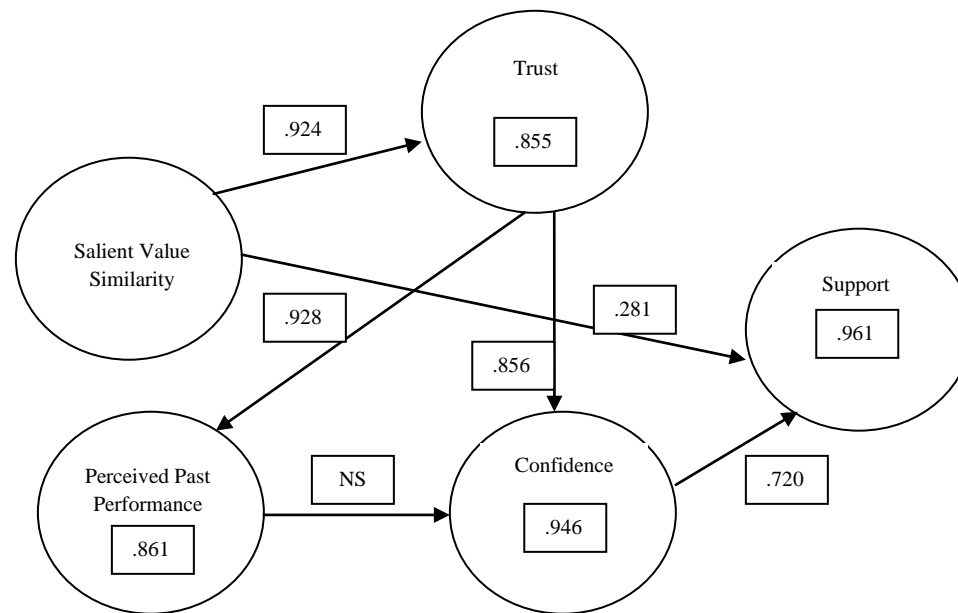 Trust
.855
.924
Salient Value
Similarity
.928
.281
.856
Support
.961
Perceived Past
Performance
.861
NS
Confidence
.946
.720